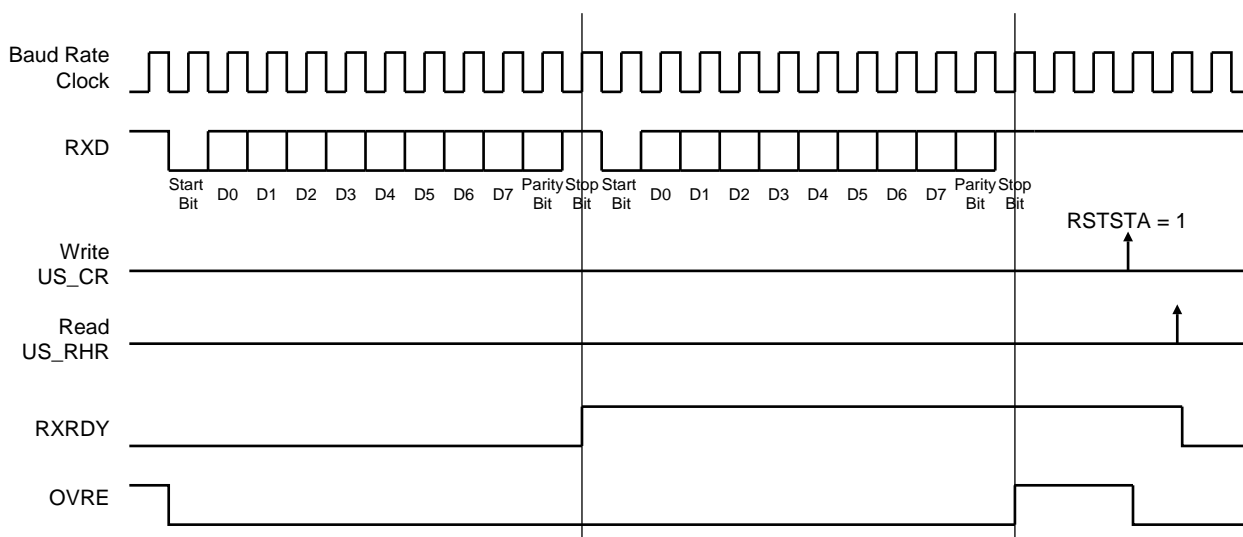 Baud Rate
Clock
RXD
Start
Bit
D0
D1
D2
D3
D4
D5
D6
D7
Parity
Bit
Stop
Bit
Start
Bit
D0
D1
D2
D3
D4
D5
D6
D7
Parity
Bit
Stop
Bit
RSTSTA = 1
Write
US_CR
Read
US_RHR
RXRDY
OVRE